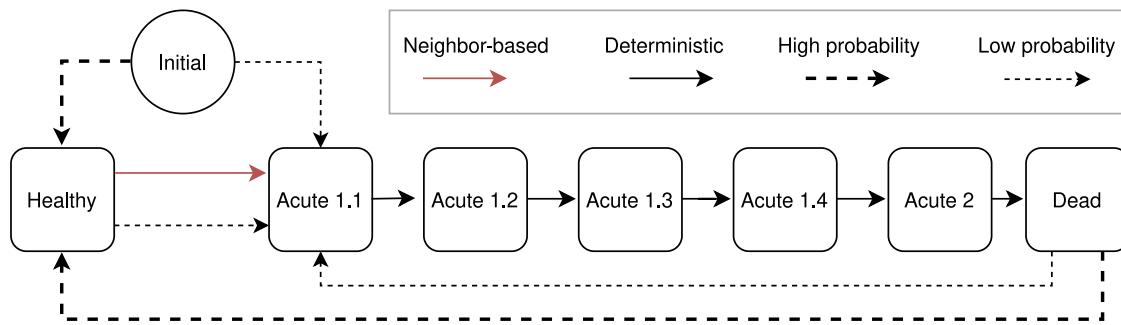 Neighbor-based Deterministic High probability Low probability
Initial
Healthy Acute 1.1 Acute 1.2 Acute 1.3 Acute 1.4 Acute 2 Dead